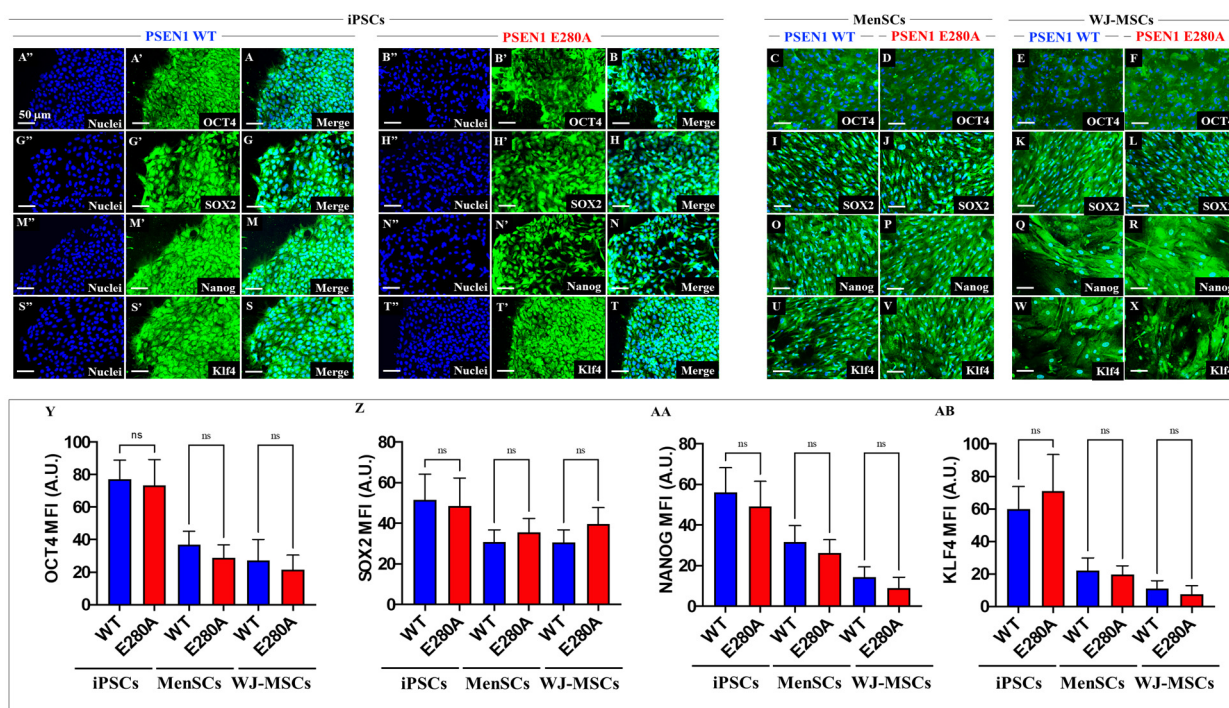 iPSCs MenSCs WJ-MSCs
PSEN1 WT PSEN1 E280A PSEN1 WT PSEN1 E280A PSEN1 WT PSEN1 E280A
A’’ A’ A B’’ B’ B C D E F
50 µm
Nuclei OCT4 Merge Nuclei OCT4 Merge OCT4 OCT4 OCT4 OCT4
G’’ G’ G H’’ H’ H I J K L
Nuclei SOX2 Merge Nuclei SOX2 Merge SOX2 SOX2 SOX2 SOX2
M’’ M’ M N’’ N’ N O P Q R
Nuclei Nanog Merge Nuclei Nanog Merge Nanog Nanog Nanog Nanog
S’’ S’ S T’’ T’ T U V W X
Nuclei Klf4 Merge Nuclei Klf4 Merge Klf4 Klf4 Klf4 Klf4
Y
OCT4 MFI (A.U.)
100
80
60
40
20
0
ns ns ns
WT E280A WT E280A WT E280A
iPSCs MenSCs WJ-MSCs
Z
SOX2 MFI (A.U.)
80
60
40
20
0
ns ns ns
WT E280A WT E280A WT E280A
iPSCs MenSCs WJ-MSCs
AA
NANOG MFI (A.U.)
80
60
40
20
0
ns ns ns
WT E280A WT E280A WT E280A
iPSCs MenSCs WJ-MSCs
AB
KLF4 MFI (A.U.)
100
80
60
40
20
0
ns ns ns
WT E280A WT E280A WT E280A
iPSCs MenSCs WJ-MSCs